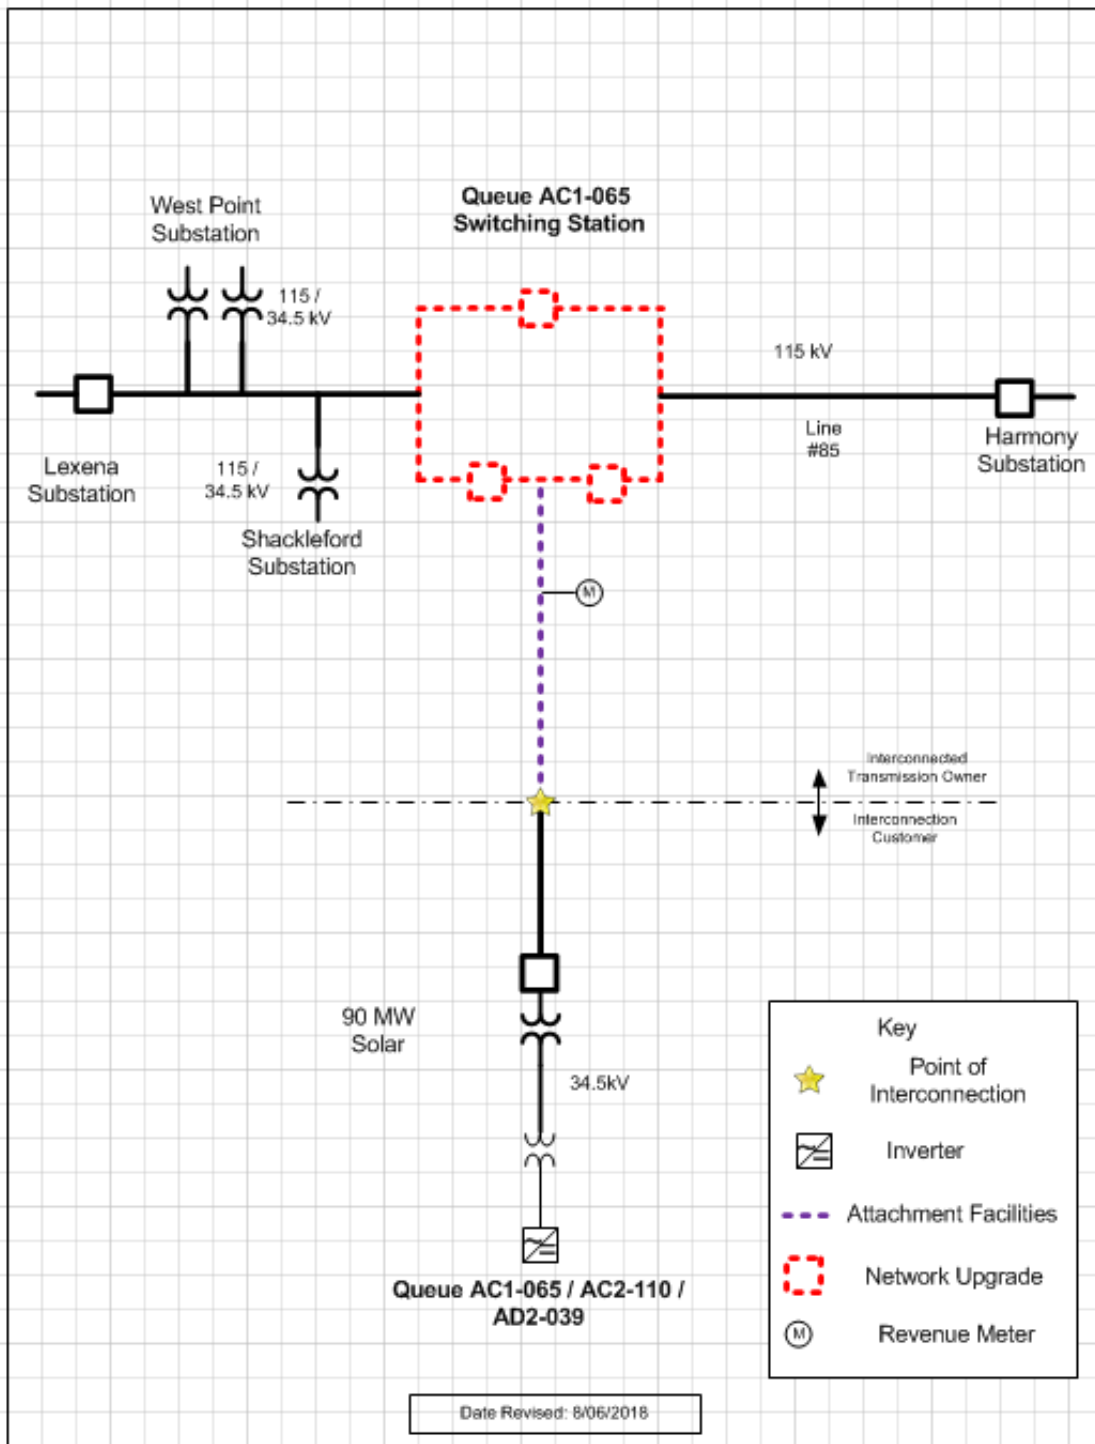 Queue AC1-065
Switching Station
West Point
Substation
115 /
34.5 kV
115 kV
Line
#85
Harmony
Substation
Lexena
Substation
115 /
34.5 kV
Shackleford
Substation
M
Interconnected
Transmission Owner
Interconnection
Customer
90 MW
Solar
34.5kV
Queue AC1-065 / AC2-110 /
AD2-039
Key
Point of
Interconnection
Inverter
Attachment Facilities
Network Upgrade
M
Revenue Meter
Date Revised: 8/06/2018